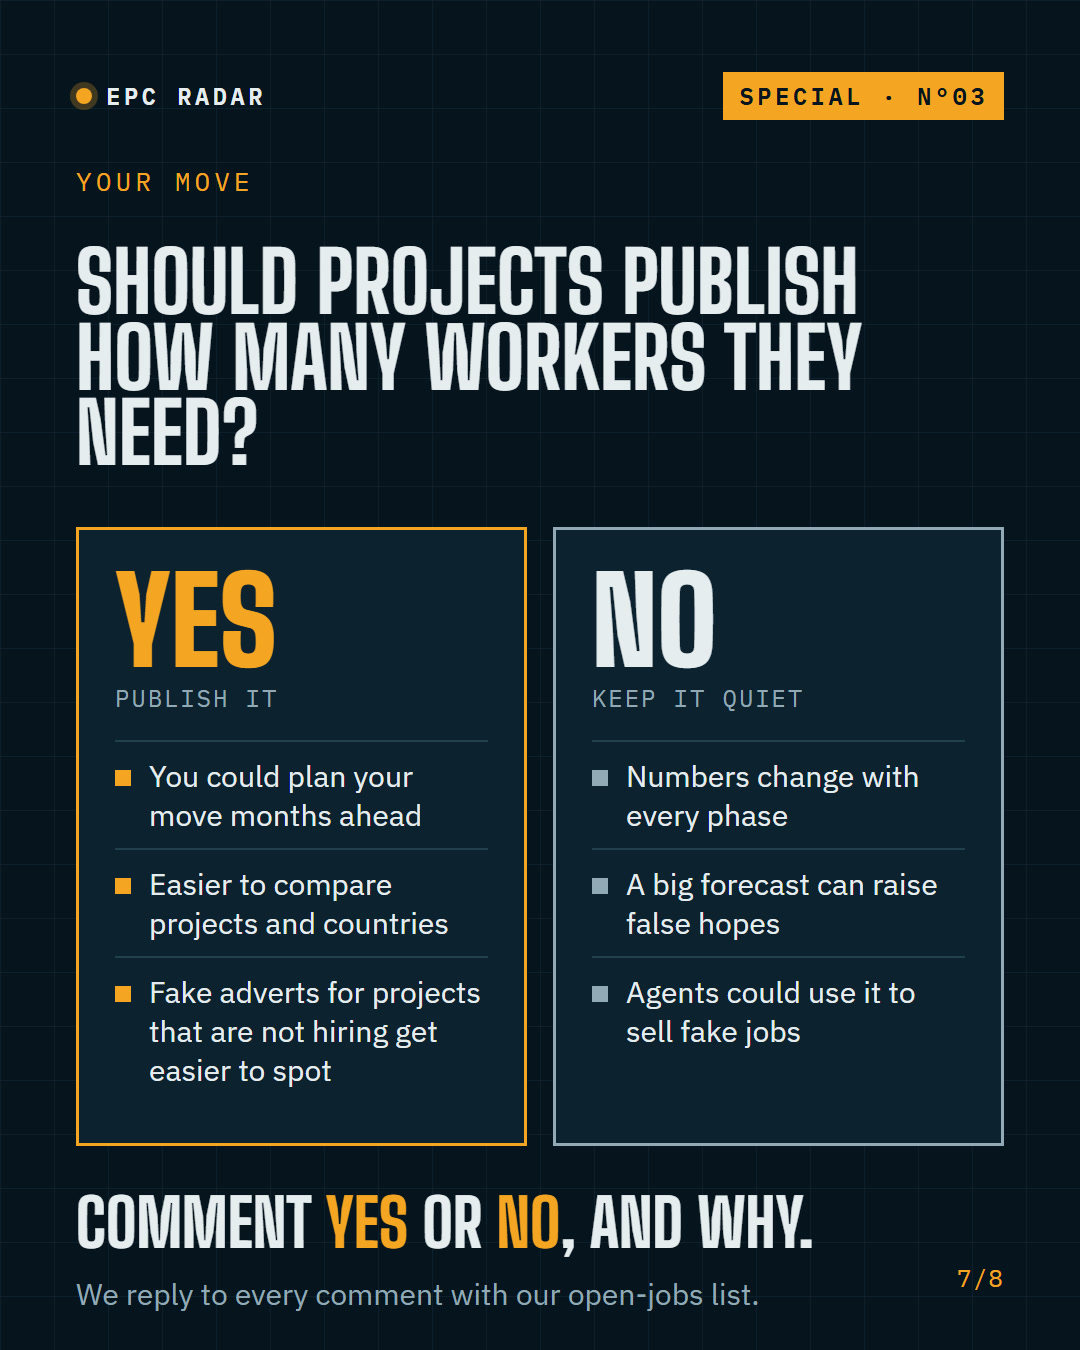 EPC RADAR
SPECIAL · N°03
YOUR MOVE
SHOULD PROJECTS PUBLISH
HOW MANY WORKERS THEY
NEED?
YES
PUBLISH IT
You could plan your
move months ahead
Easier to compare
projects and countries
Fake adverts for projects
that are not hiring get
easier to spot
NO
KEEP IT QUIET
Numbers change with
every phase
A big forecast can raise
false hopes
Agents could use it to
sell fake jobs
COMMENT YES OR NO, AND WHY.
We reply to every comment with our open-jobs list.
7/8